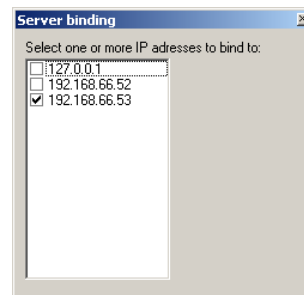 Server binding
Select one or more IP adresses to bind to:
127.0.0.1
192.168.66.52
192.168.66.53